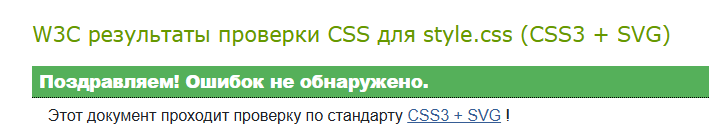 W3C результаты проверки CSS для style.css (CSS3 + SVG)
Поздравляем! Ошибок не обнаружено.
Этот документ проходит проверку по стандарту CSS3 + SVG !